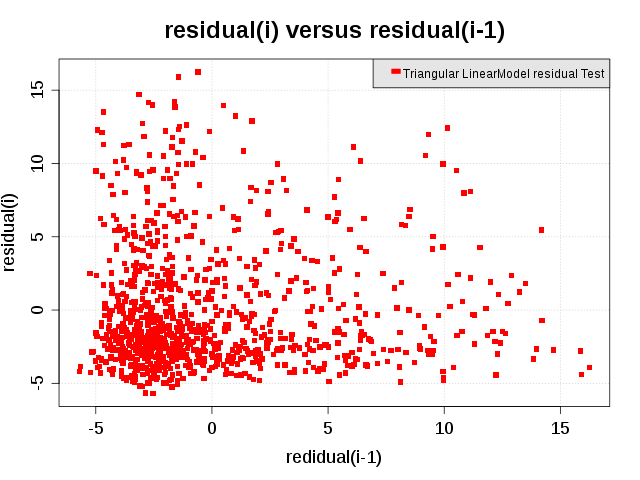 residual(i) versus residual(i-1)
Triangular LinearModel residual Test
residual(i)
15
10
5
0
-5
-5 0 5 10 15
redidual(i-1)